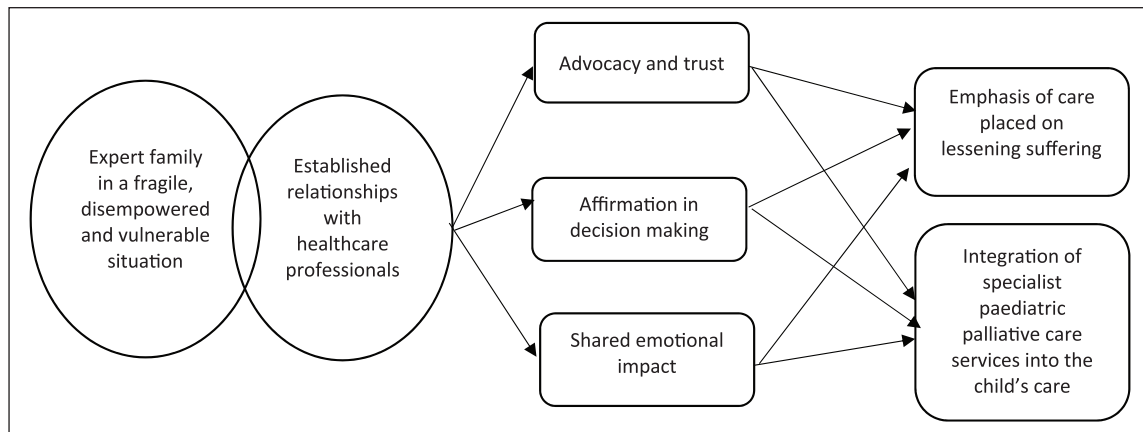 Expert family
in a fragile,
disempowered
and vulnerable
situation
Established
relationships
with
healthcare
professionals
Advocacy and trust
Affirmation in
decision making
Shared emotional
impact
Emphasis of care
placed on
lessening suffering
Integration of
specialist
paediatric
palliative care
services into the
child’s care